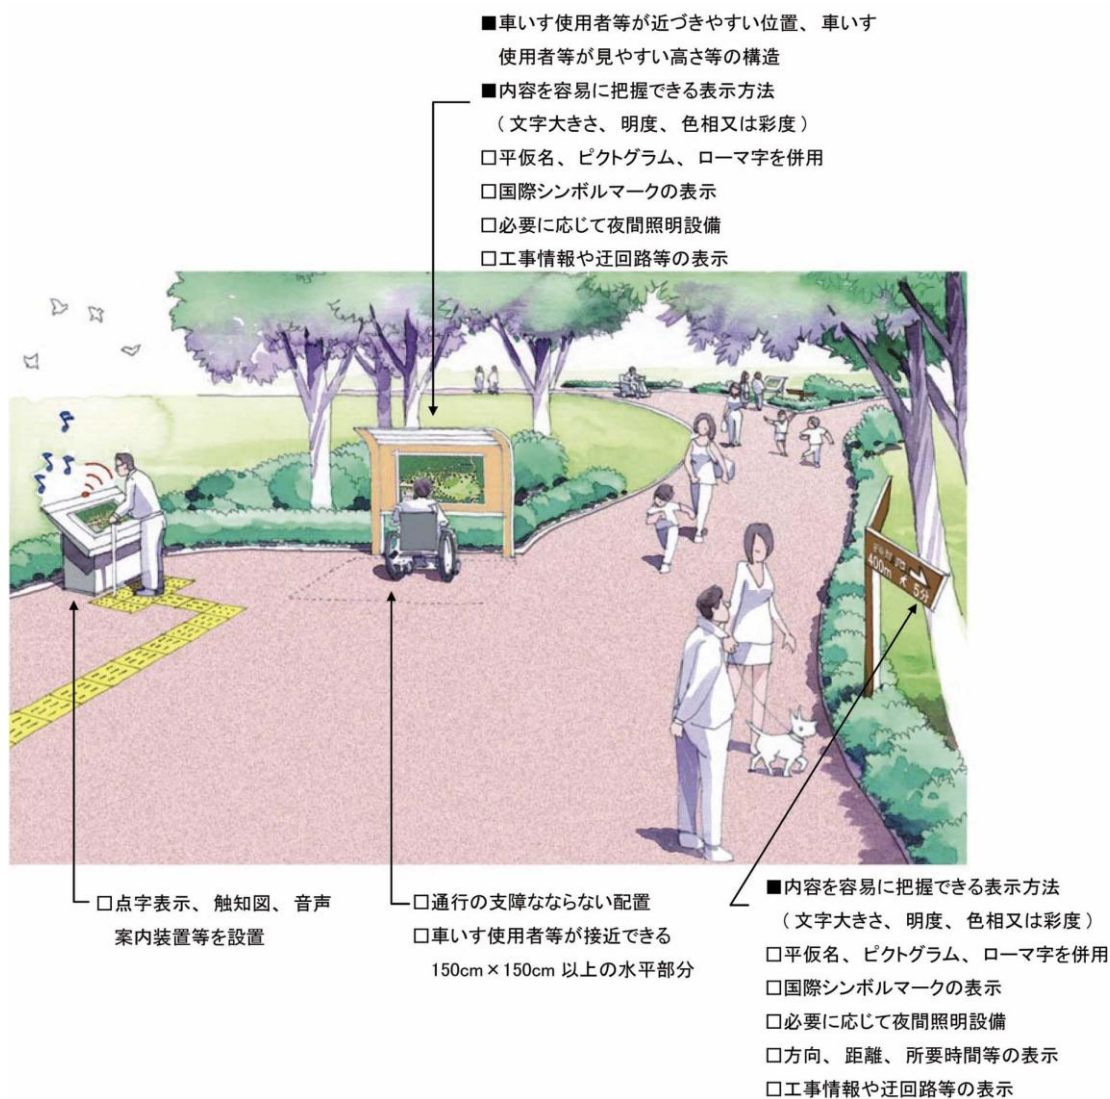 ■車いす使用者等が近づきやすい位置、車いす
使用者等が見やすい高さ等の構造
■内容を容易に把握できる表示方法
（文字大きさ、明度、色相又は彩度）
□平仮名、ピクトグラム、ローマ字を併用
□国際シンボルマークの表示
□必要に応じて夜間照明設備
□工事情報や迂回路等の表示
400m 5分
□点字表示、触知図、音声
案内装置等を設置
□通行の支障なならない配置
□車いす使用者等が接近できる
150cm×150cm 以上の水平部分
■内容を容易に把握できる表示方法
（文字大きさ、明度、色相又は彩度）
□平仮名、ピクトグラム、ローマ字を併用
□国際シンボルマークの表示
□必要に応じて夜間照明設備
□方向、距離、所要時間等の表示
□工事情報や迂回路等の表示